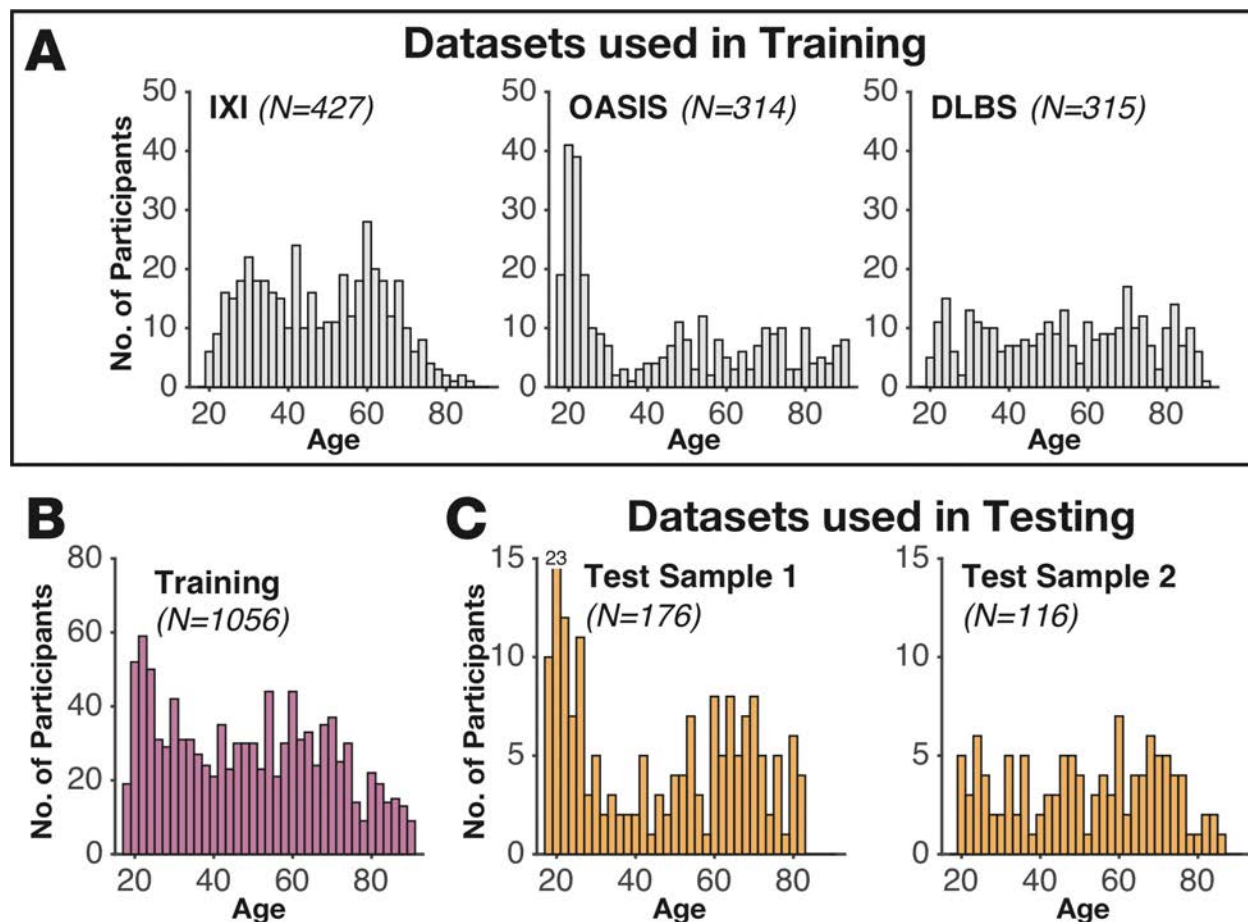 A Datasets used in Training
IXI (N=427)
OASIS (N=314)
DLBS (N=315)
No. of Participants
50
40
30
20
10
0
20 40 60 80
Age
50
40
30
20
10
0
20 40 60 80
Age
50
40
30
20
10
0
20 40 60 80
Age
B
Training
(N=1056)
No. of Participants
80
60
40
20
0
20 40 60 80
Age
C Datasets used in Testing
23
Test Sample 1
(N=176)
No. of Participants
15
10
5
0
20 40 60 80
Age
Test Sample 2
(N=116)
15
10
5
0
20 40 60 80
Age